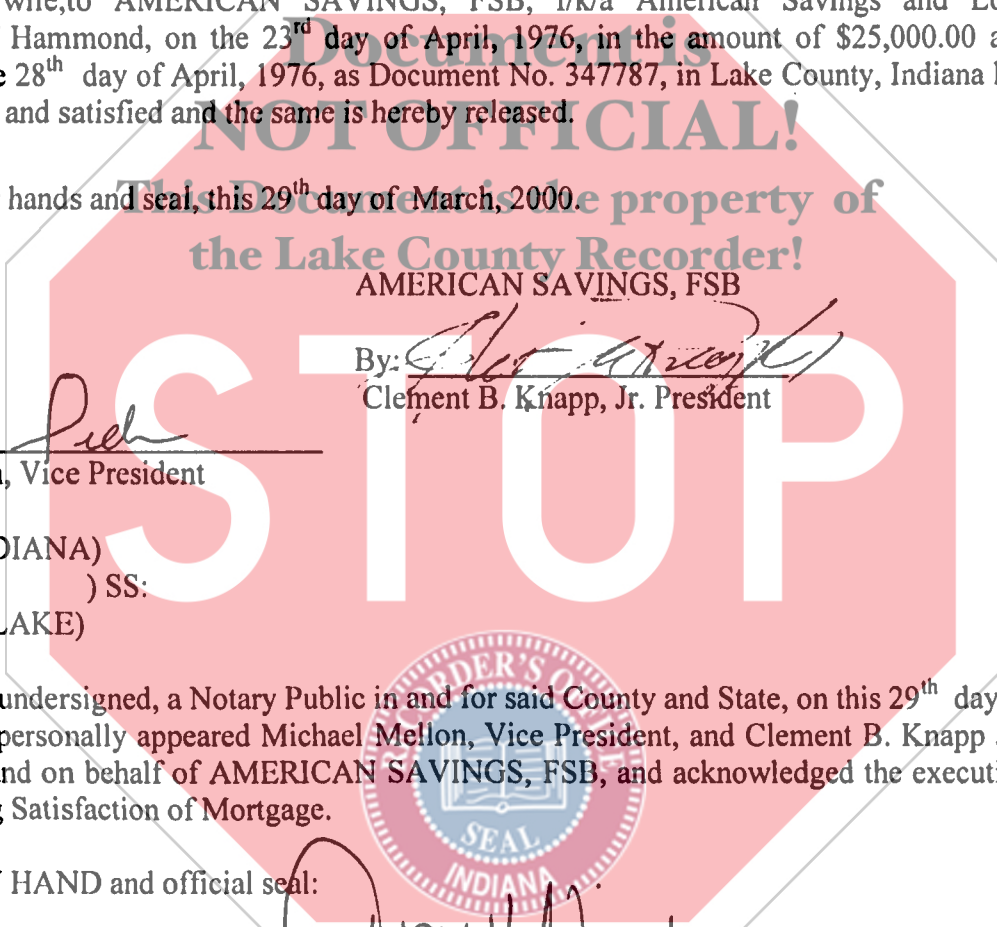 wife,to AMERICAN SAVINGS, FSB, f/k/a American Savings and
Hammond, on the 23rd day of April, 1976, in the amount of $25,000.00
28th day of April, 1976, as Document No. 347787, in Lake County, Indiana
and satisfied and the same is hereby released.
Document is
NOT OFFICIAL!
This Document is the property of
the Lake County Recorder!
hands and seal, this 29th day of March, 2000.
AMERICAN SAVINGS, FSB
By:
Clement B. Knapp, Jr. President
, Vice President
DIANA)
) SS:
LAKE)
STOP
undersigned, a Notary Public in and for said County and State, on this 29th day
personally appeared Michael Mellon, Vice President, and Clement B. Knapp
nd on behalf of AMERICAN SAVINGS, FSB, and acknowledged the executi
g Satisfaction of Mortgage.
RECORDER'S OFFICE
SEAL
INDIANA
HAND and official seal: